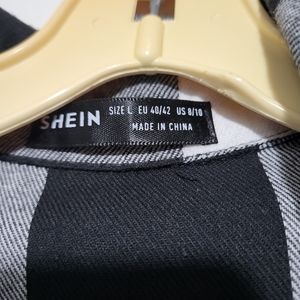 SHEIN
SIZE L EU 40/42 US 8/10
MADE IN CHINA